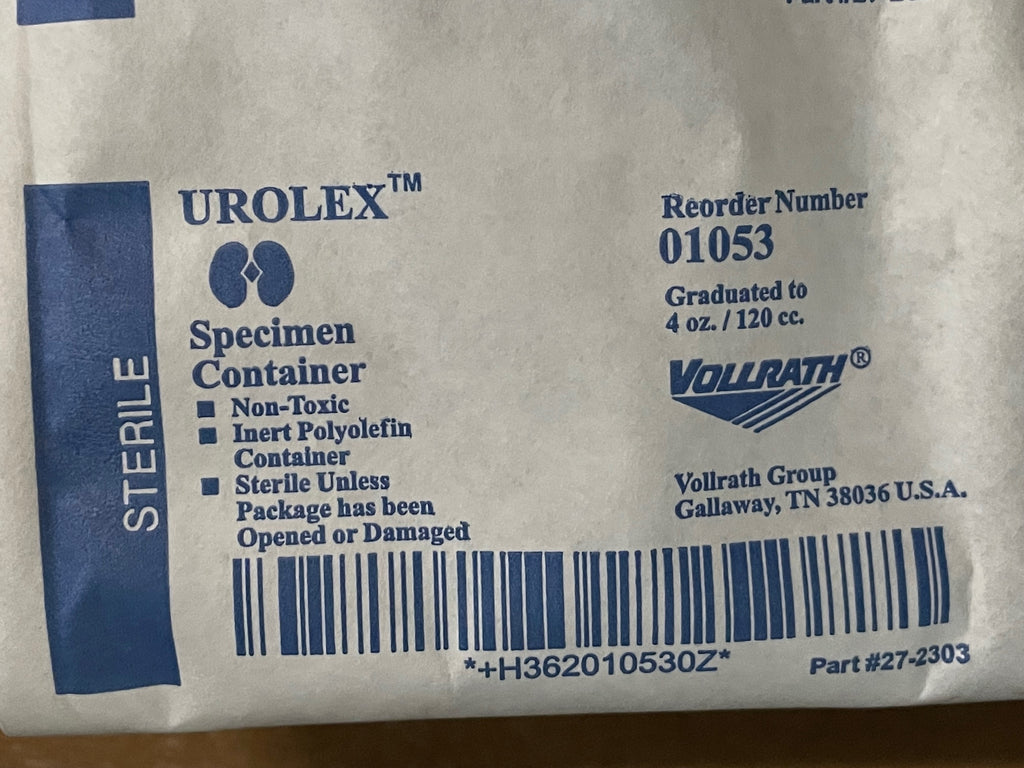 STERILE
UROLEX™
Specimen
Container
■ Non-Toxic
■ Inert Polyolefin
Container
■ Sterile Unless
Package has been
Opened or Damaged
Reorder Number
01053
Graduated to
4 oz. / 120 cc.
VOLLRATH®
Vollrath Group
Gallaway, TN 38036 U.S.A.
*+H362010530Z*
Part #27-2303